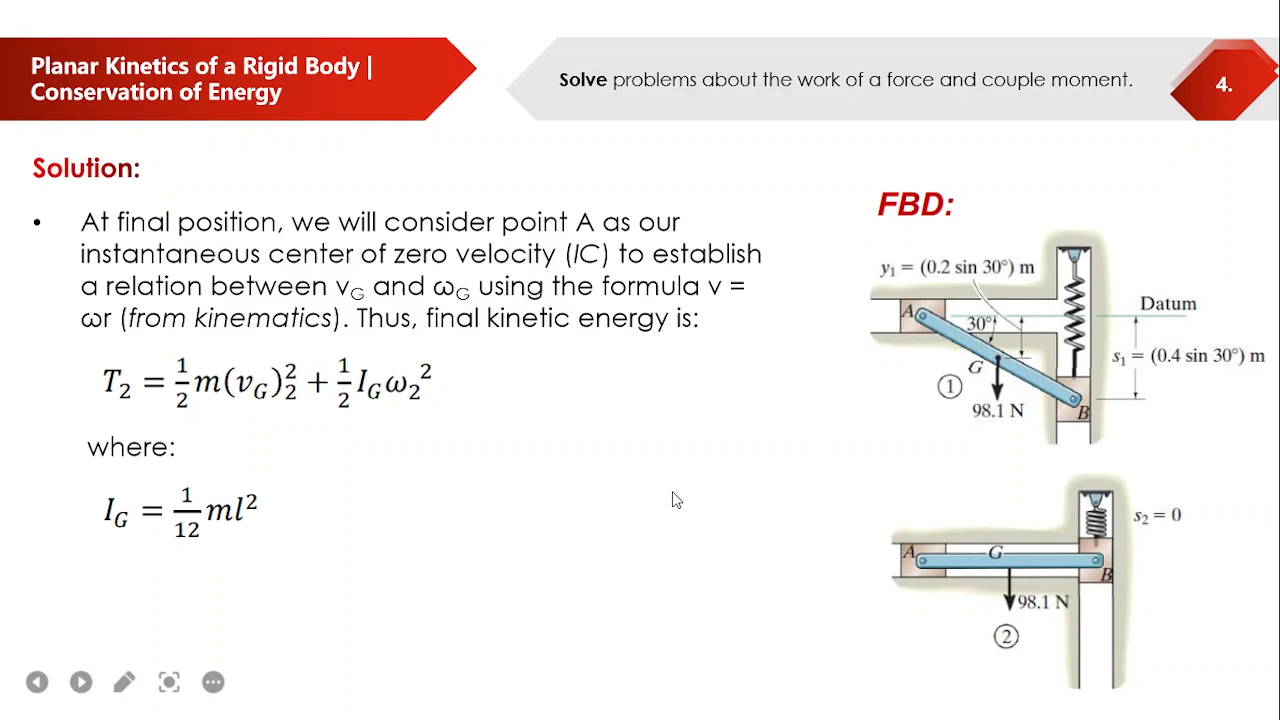 Planar Kinetics of a Rigid Body |
Conservation of Energy
Solve problems about the work of a force and couple moment.
4.
Solution:
• At final position, we will consider point A as our
instantaneous center of zero velocity (IC) to establish
a relation between v_G and ω_G using the formula v =
ωr (from kinematics). Thus, final kinetic energy is:
T₂ = 1/2 m(v_G)₂² + 1/2 I_G ω₂²
where:
I_G = 1/12 ml²
FBD:
y₁ = (0.2 sin 30°) m
Datum
A
30°
s₁ = (0.4 sin 30°) m
G
1
98.1 N
B
s₂ = 0
A
G
B
98.1 N
2